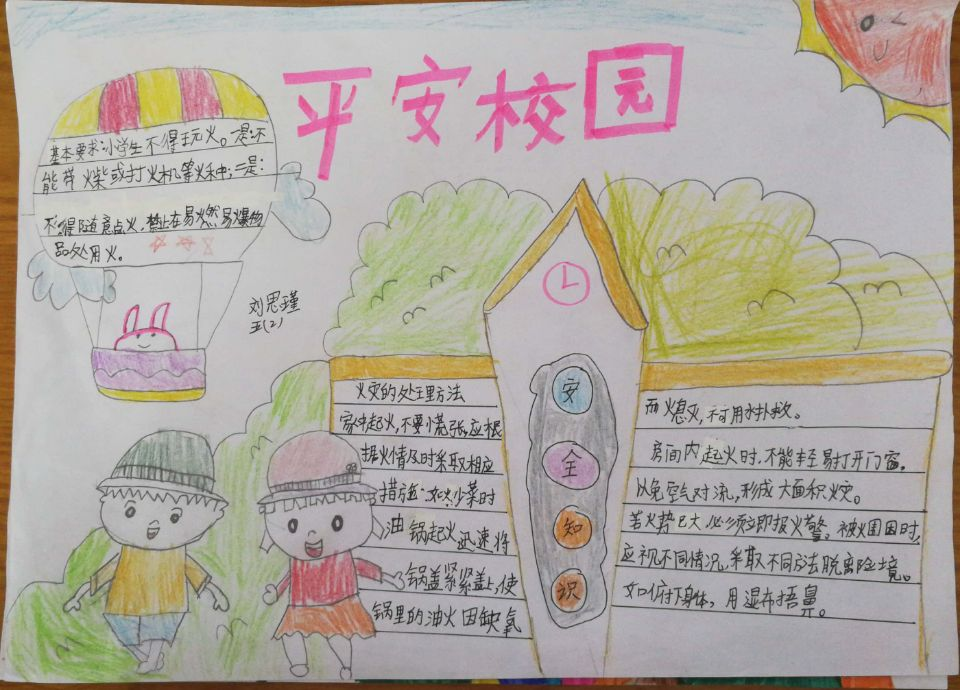 平安校园
基本要求:小学生不得玩火。一是:不
能带火柴或打火机等火种;二是:
不得随意点火,禁止在易燃易爆物
品处用火。
刘思瑾
五(2)
火灾的处理方法
家中起火,不要慌张,应根
据火情及时采取相应
措施:如炒菜时
油锅起火迅速将
锅盖紧紧盖上,使
锅里的油火因缺氧
安
全
知
识
而熄灭,不可用水扑救。
房间内起火时,不能轻易打开门窗,
以免空气对流,形成大面积火灾。
若火势已大,必须立即报火警。被火围困时,
应视不同情况,采取不同方法脱离险境。
如俯下身体,用湿布捂鼻。